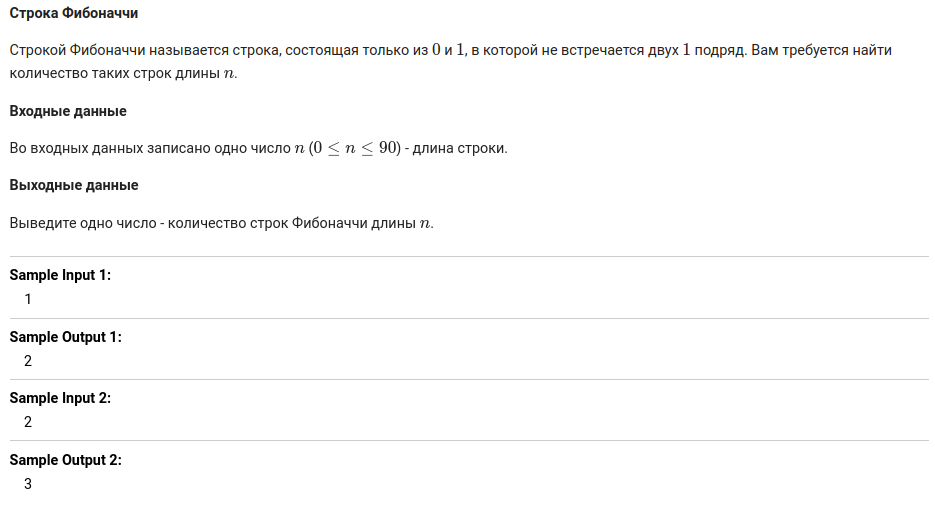 Строка Фибоначчи
Строкой Фибоначчи называется строка, состоящая только из 0 и 1, в которой не встречается двух 1 подряд. Вам требуется найти
количество таких строк длины n.
Входные данные
Во входных данных записано одно число n (0 ≤ n ≤ 90) - длина строки.
Выходные данные
Выведите одно число - количество строк Фибоначчи длины n.
Sample Input 1:
1
Sample Output 1:
2
Sample Input 2:
2
Sample Output 2:
3